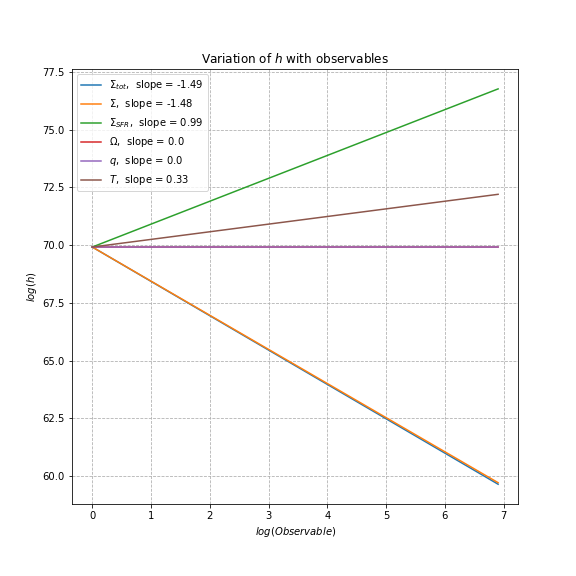 Variation of h with observables
77.5
75.0
72.5
70.0
67.5
65.0
62.5
60.0
log(h)
Σtot, slope = -1.49
Σ, slope = -1.48
ΣSFR, slope = 0.99
Ω, slope = 0.0
q, slope = 0.0
T, slope = 0.33
0 1 2 3 4 5 6 7
log(Observable)